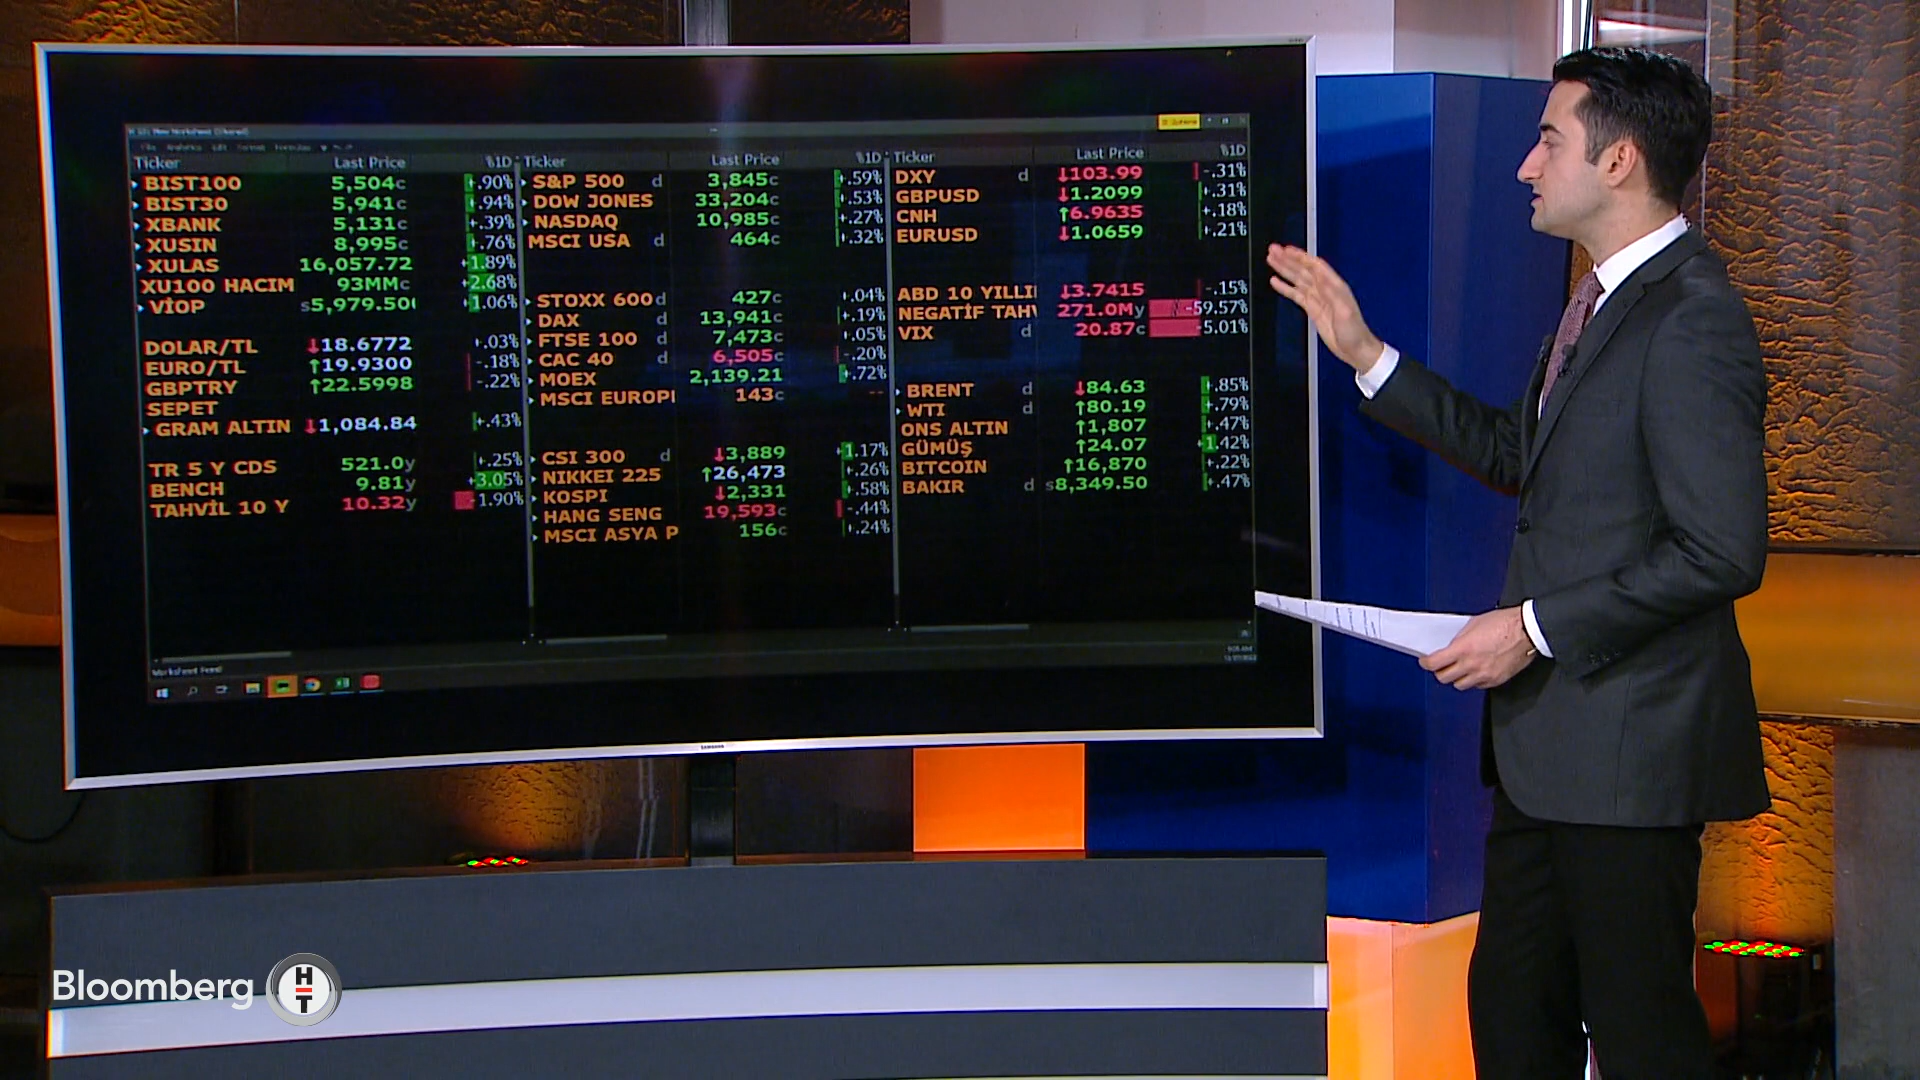 Ticker Last Price %1D
BIST100 5,504c +.90%
BIST30 5,941c +.94%
XBANK 5,131c +.39%
XUSIN 8,995c +.76%
XULAS 16,057.72 +1.89%
XU100 HACIM 93MMc +2.68%
VİOP s5,979.50 +1.06%
DOLAR/TL ↓18.6772 +.03%
EURO/TL ↑19.9300 -.18%
GBPTRY ↑22.5998 -.22%
SEPET
GRAM ALTIN ↓1,084.84 +.43%
TR 5 Y CDS 521.0y +.25%
BENCH 9.81y +3.05%
TAHVİL 10 Y 10.32y -1.90%
Ticker Last Price %1D
S&P 500 d 3,845c +.59%
DOW JONES 33,204c +.53%
NASDAQ 10,985c +.27%
MSCI USA d 464c +.32%
STOXX 600 d 427c +.04%
DAX d 13,941c +.19%
FTSE 100 d 7,473c +.05%
CAC 40 d 6,505c -.20%
MOEX 2,139.21 +.72%
MSCI EUROPI 143c --
CSI 300 d ↓3,889 +1.17%
NIKKEI 225 ↑26,473 +.26%
KOSPI ↓2,331 +.58%
HANG SENG 19,593c -.44%
MSCI ASYA P 156c +.24%
Ticker Last Price %1D
DXY d ↓103.99 -.31%
GBPUSD ↓1.2099 +.31%
CNH ↑6.9635 +.18%
EURUSD ↓1.0659 +.21%
ABD 10 YILLI ↓3.7415 -.15%
NEGATİF TAHV 271.0My -59.57%
VIX d 20.87c -5.01%
BRENT d ↓84.63 +.85%
WTI d ↑80.19 +.79%
ONS ALTIN ↑1,807 +.47%
GÜMÜŞ ↑24.07 +1.42%
BITCOIN ↑16,870 +.22%
BAKIR d s8,349.50 +.47%
SAMSUNG
Bloomberg HT